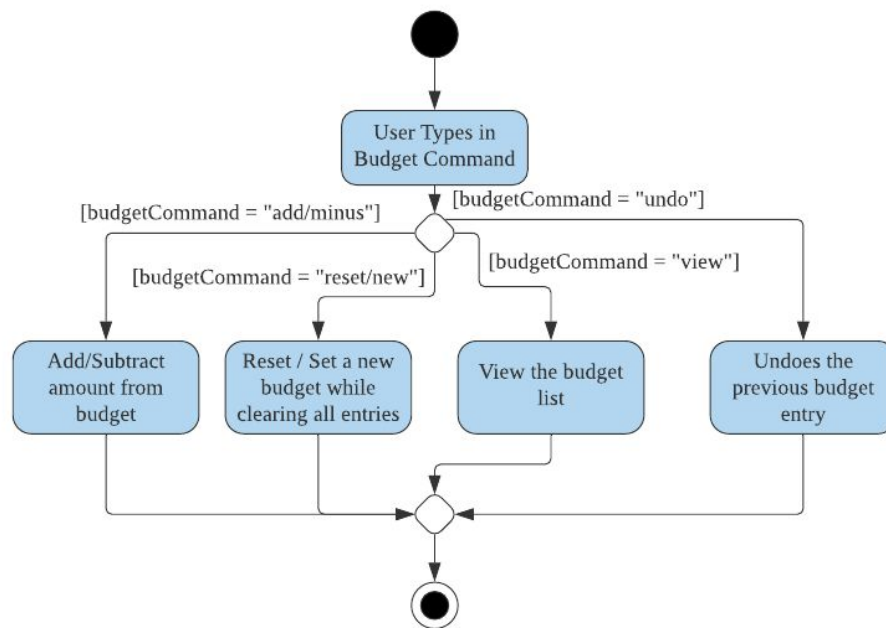 User Types in
Budget Command
[budgetCommand = "undo"]
[budgetCommand = "add/minus"]
[budgetCommand = "view"]
[budgetCommand = "reset/new"]
Add/Subtract
amount from
budget
Reset / Set a new
budget while
clearing all entries
View the budget
list
Undoes the
previous budget
entry